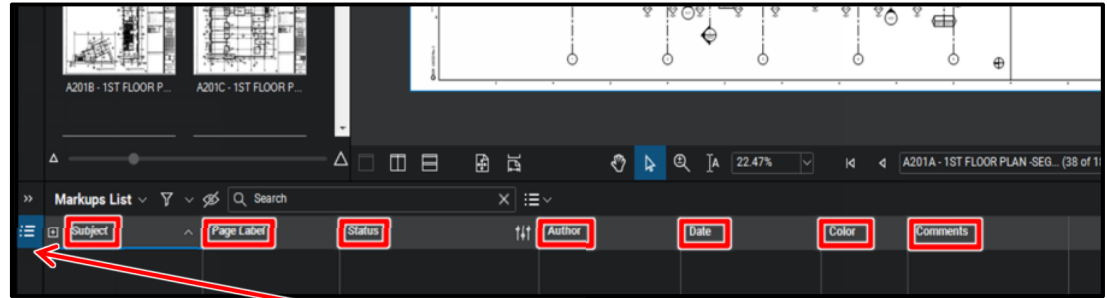 A201B - 1ST FLOOR P... A201C - 1ST FLOOR P...
22.47% A201A - 1ST FLOOR PLAN -SEG... (38 of 18
Markups List Search
Subject Page Label Status Author Date Color Comments